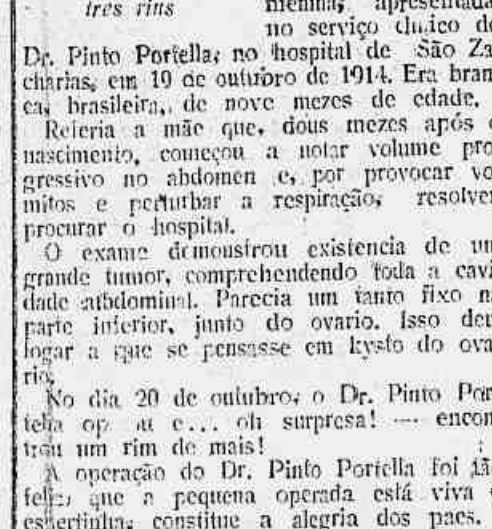 tres rins
menina, apresentada
no serviço clinico de
Dr. Pinto Portella, no hospital de São Za
charias, em 19 de outubro de 1914. Era bran
ca, brasileira, de nove mezes de edade.
Referia a mãe que, dous mezes após o
nascimento, começou a notar volume pro
gressivo no abdomen e, por provocar vo
mitos e perturbar a respiração, resolve
procurar o hospital.
O exame demonstrou existencia de um
grande tumor, comprehendendo toda a cavi
dade atbdominal. Parecia um tanto fixo n
parte inferior, junto do ovario. Isso deu
logar a que se pensasse em kysto do ova
rio.
No dia 20 de outubro, o Dr. Pinto Por
tella op e... oh surpresa! — encon
trou um rim de mais!
A operação do Dr. Pinto Portella foi tã
feliz, que a pequena operada está viva
espertinha, constitue a alegria dos paes.